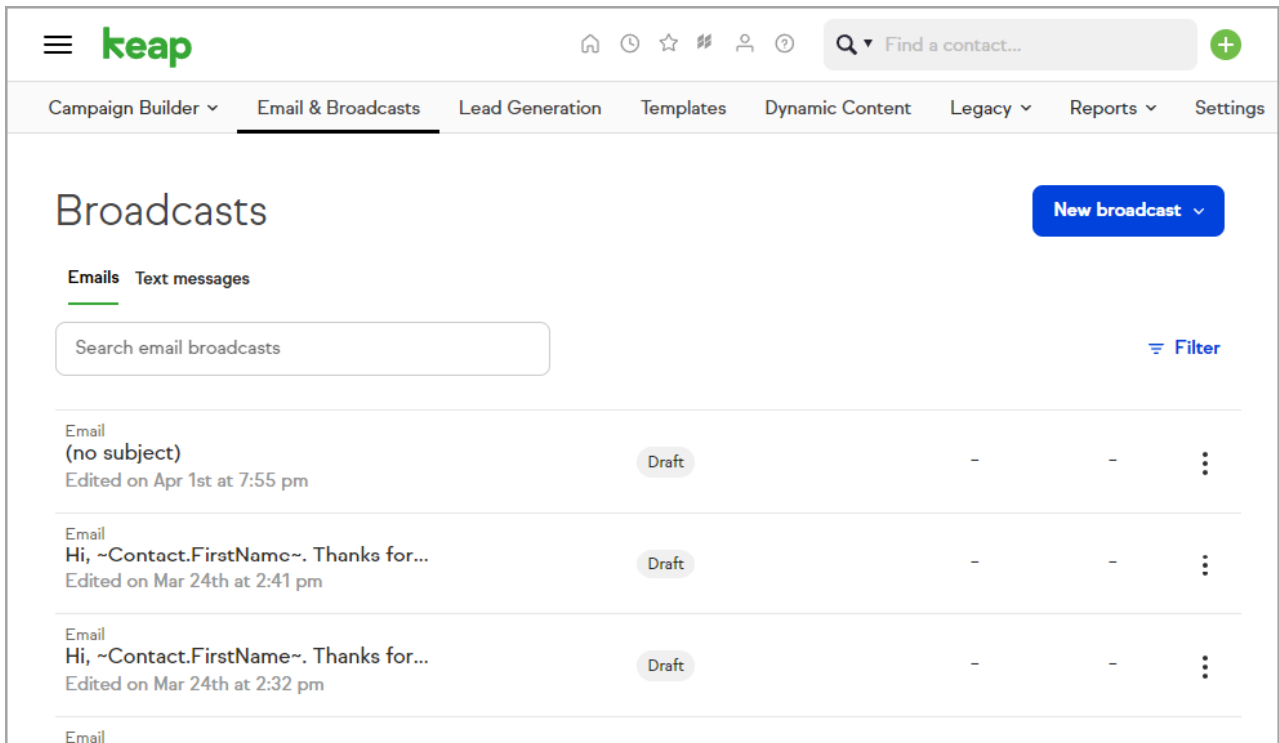 keap
Find a contact...
Campaign Builder Email & Broadcasts Lead Generation Templates Dynamic Content Legacy Reports Settings
Broadcasts
New broadcast
Emails Text messages
Search email broadcasts
Filter
Email
(no subject)
Draft - -
Edited on Apr 1st at 7:55 pm
Email
Hi, ~Contact.FirstName~. Thanks for...
Draft - -
Edited on Mar 24th at 2:41 pm
Email
Hi, ~Contact.FirstName~. Thanks for...
Draft - -
Edited on Mar 24th at 2:32 pm
Email